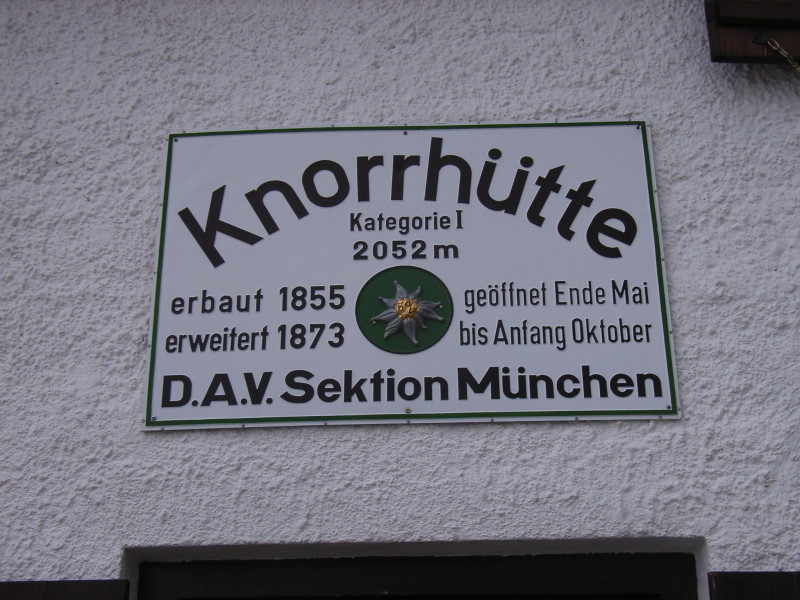 Knorrhütte
Kategorie I
2052 m
erbaut 1855
erweitert 1873
geöffnet Ende Mai
bis Anfang Oktober
D.A.V. Sektion München